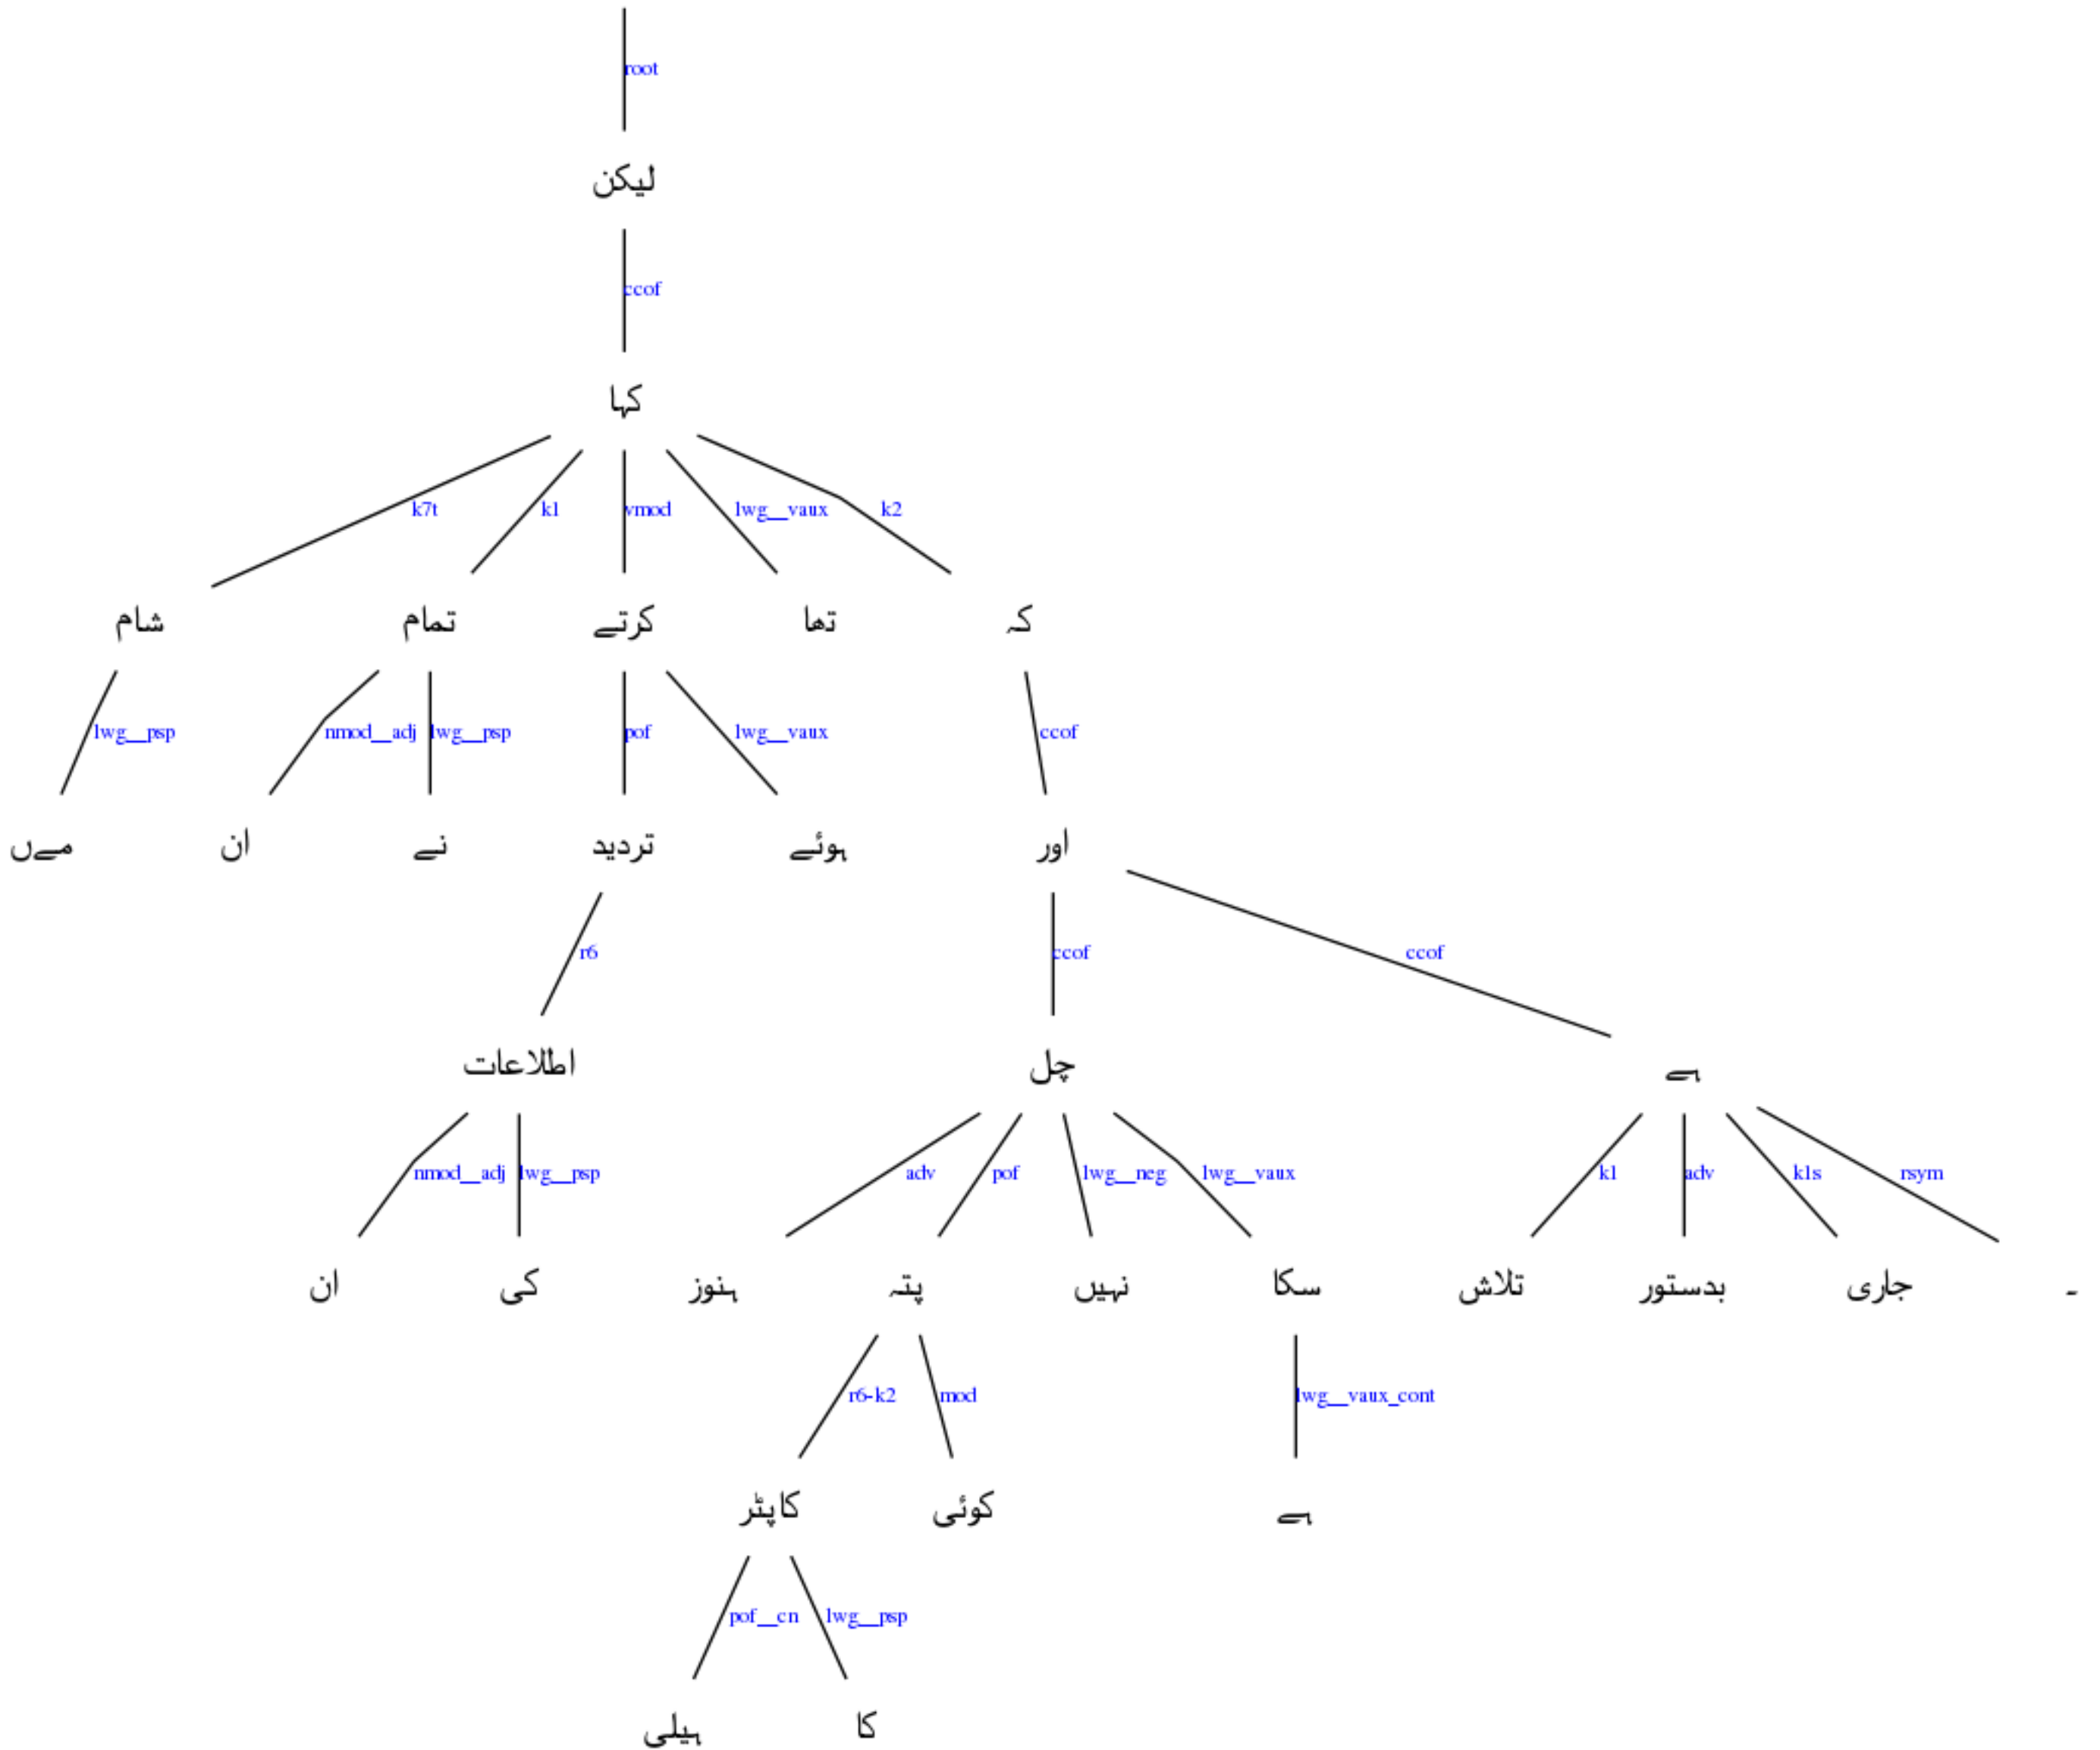 root
لیکن
ccof
کہا
k7t k1 vmod lwg__vaux k2
شام تمام کرتے تھا کہ
lwg__psp nmod__adj lwg__psp pof lwg__vaux ccof
مےں ان نے تردید ہوئے اور
r6 ccof ccof
اطلاعات چل ہے
nmod__adj lwg__psp adv pof lwg__neg lwg__vaux k1 adv k1s rsym
ان کی ہنوز پتہ نہیں سکا تلاش بدستور جاری ۔
r6-k2 mod lwg__vaux_cont
کاپٹر کوئی ہے
pof__cn lwg__psp
ہیلی کا